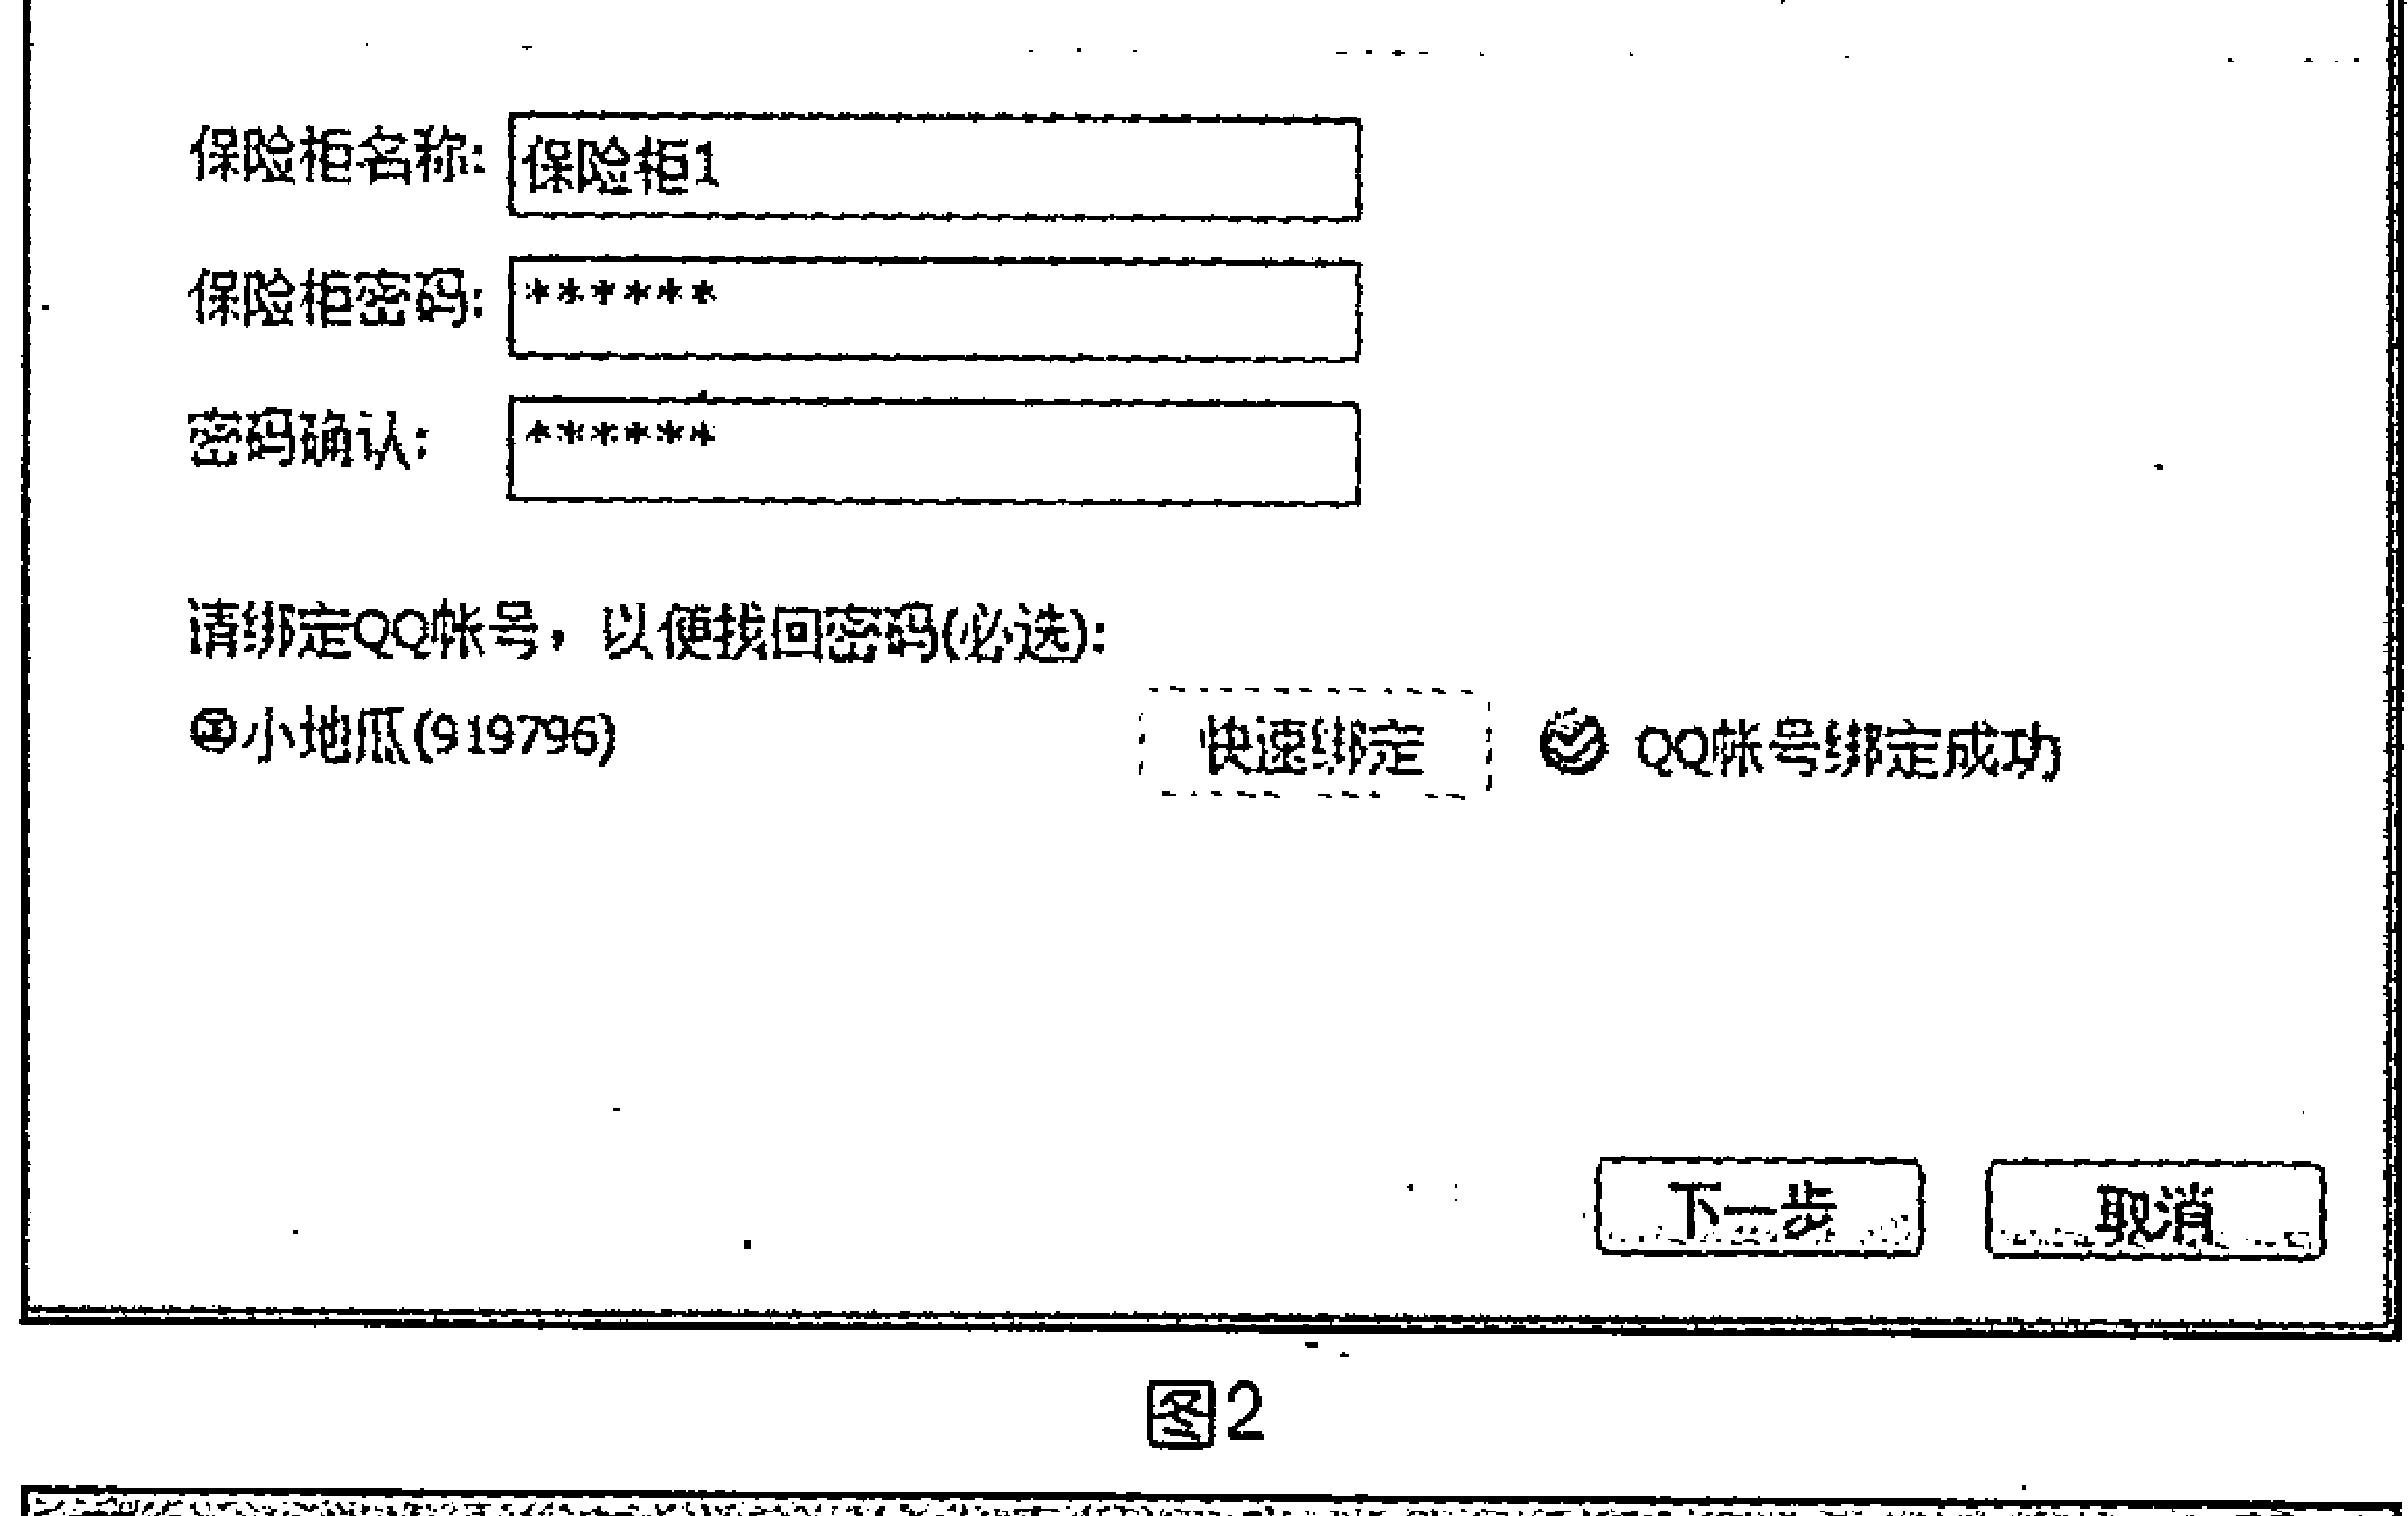 保险柜名称: 保险柜1
保险柜密码: ******
密码确认: ******
请绑定QQ帐号，以便找回密码(必选):
小地瓜(919796) 快速绑定 QQ帐号绑定成功
下一步 取消
图2